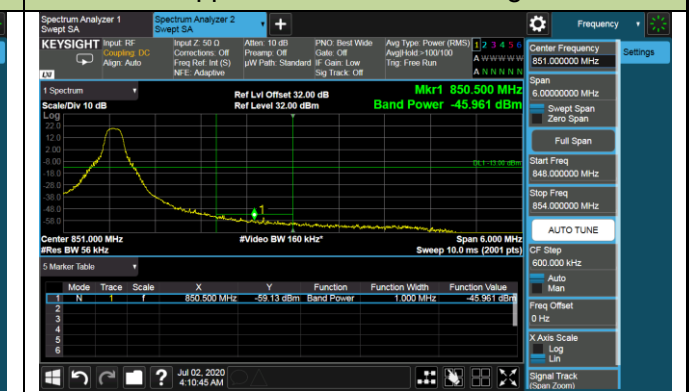 Spectrum Analyzer 1
Swept SA
Spectrum Analyzer 2
Swept SA
Frequency
KEYSIGHT
Input: RF
Coupling: DC
Align: Auto
Input Z: 50 Ω
Corrections: Off
Freq Ref: Int (S)
NFE: Adaptive
Atten: 10 dB
Preamp: Off
µW Path: Standard
PNO: Best Wide
Gate: Off
IF Gain: Low
Sig Track: Off
Avg Type: Power (RMS)
Avg|Hold: >100/100
Trig: Free Run
1 2 3 4 5 6
A W W W W W
A N N N N N
LXI
1 Spectrum
Scale/Div 10 dB
Ref Lvl Offset 32.00 dB
Ref Level 32.00 dBm
Mkr1 850.500 MHz
Band Power -45.961 dBm
Log
22.0
12.0
2.00
-8.00
-18.0
-28.0
-38.0
-48.0
-58.0
DL1 -13.00 dBm
1
Center 851.000 MHz
#Res BW 56 kHz
#Video BW 160 kHz*
Span 6.000 MHz
Sweep 10.0 ms (2001 pts)
5 Marker Table
Mode Trace Scale X Y Function Function Width Function Value
1 N 1 f 850.500 MHz -59.13 dBm Band Power 1.000 MHz -45.961 dBm
2
3
4
5
6
Jul 02, 2020
4:10:45 AM
Center Frequency
851.000000 MHz
Settings
Span
6.00000000 MHz
Swept Span
Zero Span
Full Span
Start Freq
848.000000 MHz
Stop Freq
854.000000 MHz
AUTO TUNE
CF Step
600.000 kHz
Auto
Man
Freq Offset
0 Hz
X Axis Scale
Log
Lin
Signal Track
(Span Zoom)